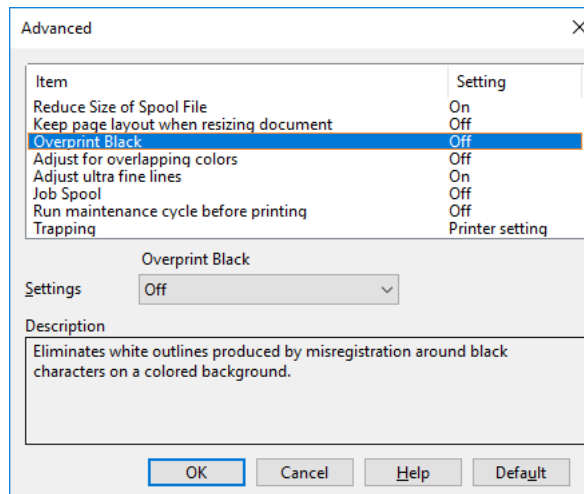 Advanced
Item Setting
Reduce Size of Spool File On
Keep page layout when resizing document Off
Overprint Black Off
Adjust for overlapping colors Off
Adjust ultra fine lines On
Job Spool Off
Run maintenance cycle before printing Off
Trapping Printer setting
Overprint Black
Settings Off
Description
Eliminates white outlines produced by misregistration around black
characters on a colored background.
OK Cancel Help Default